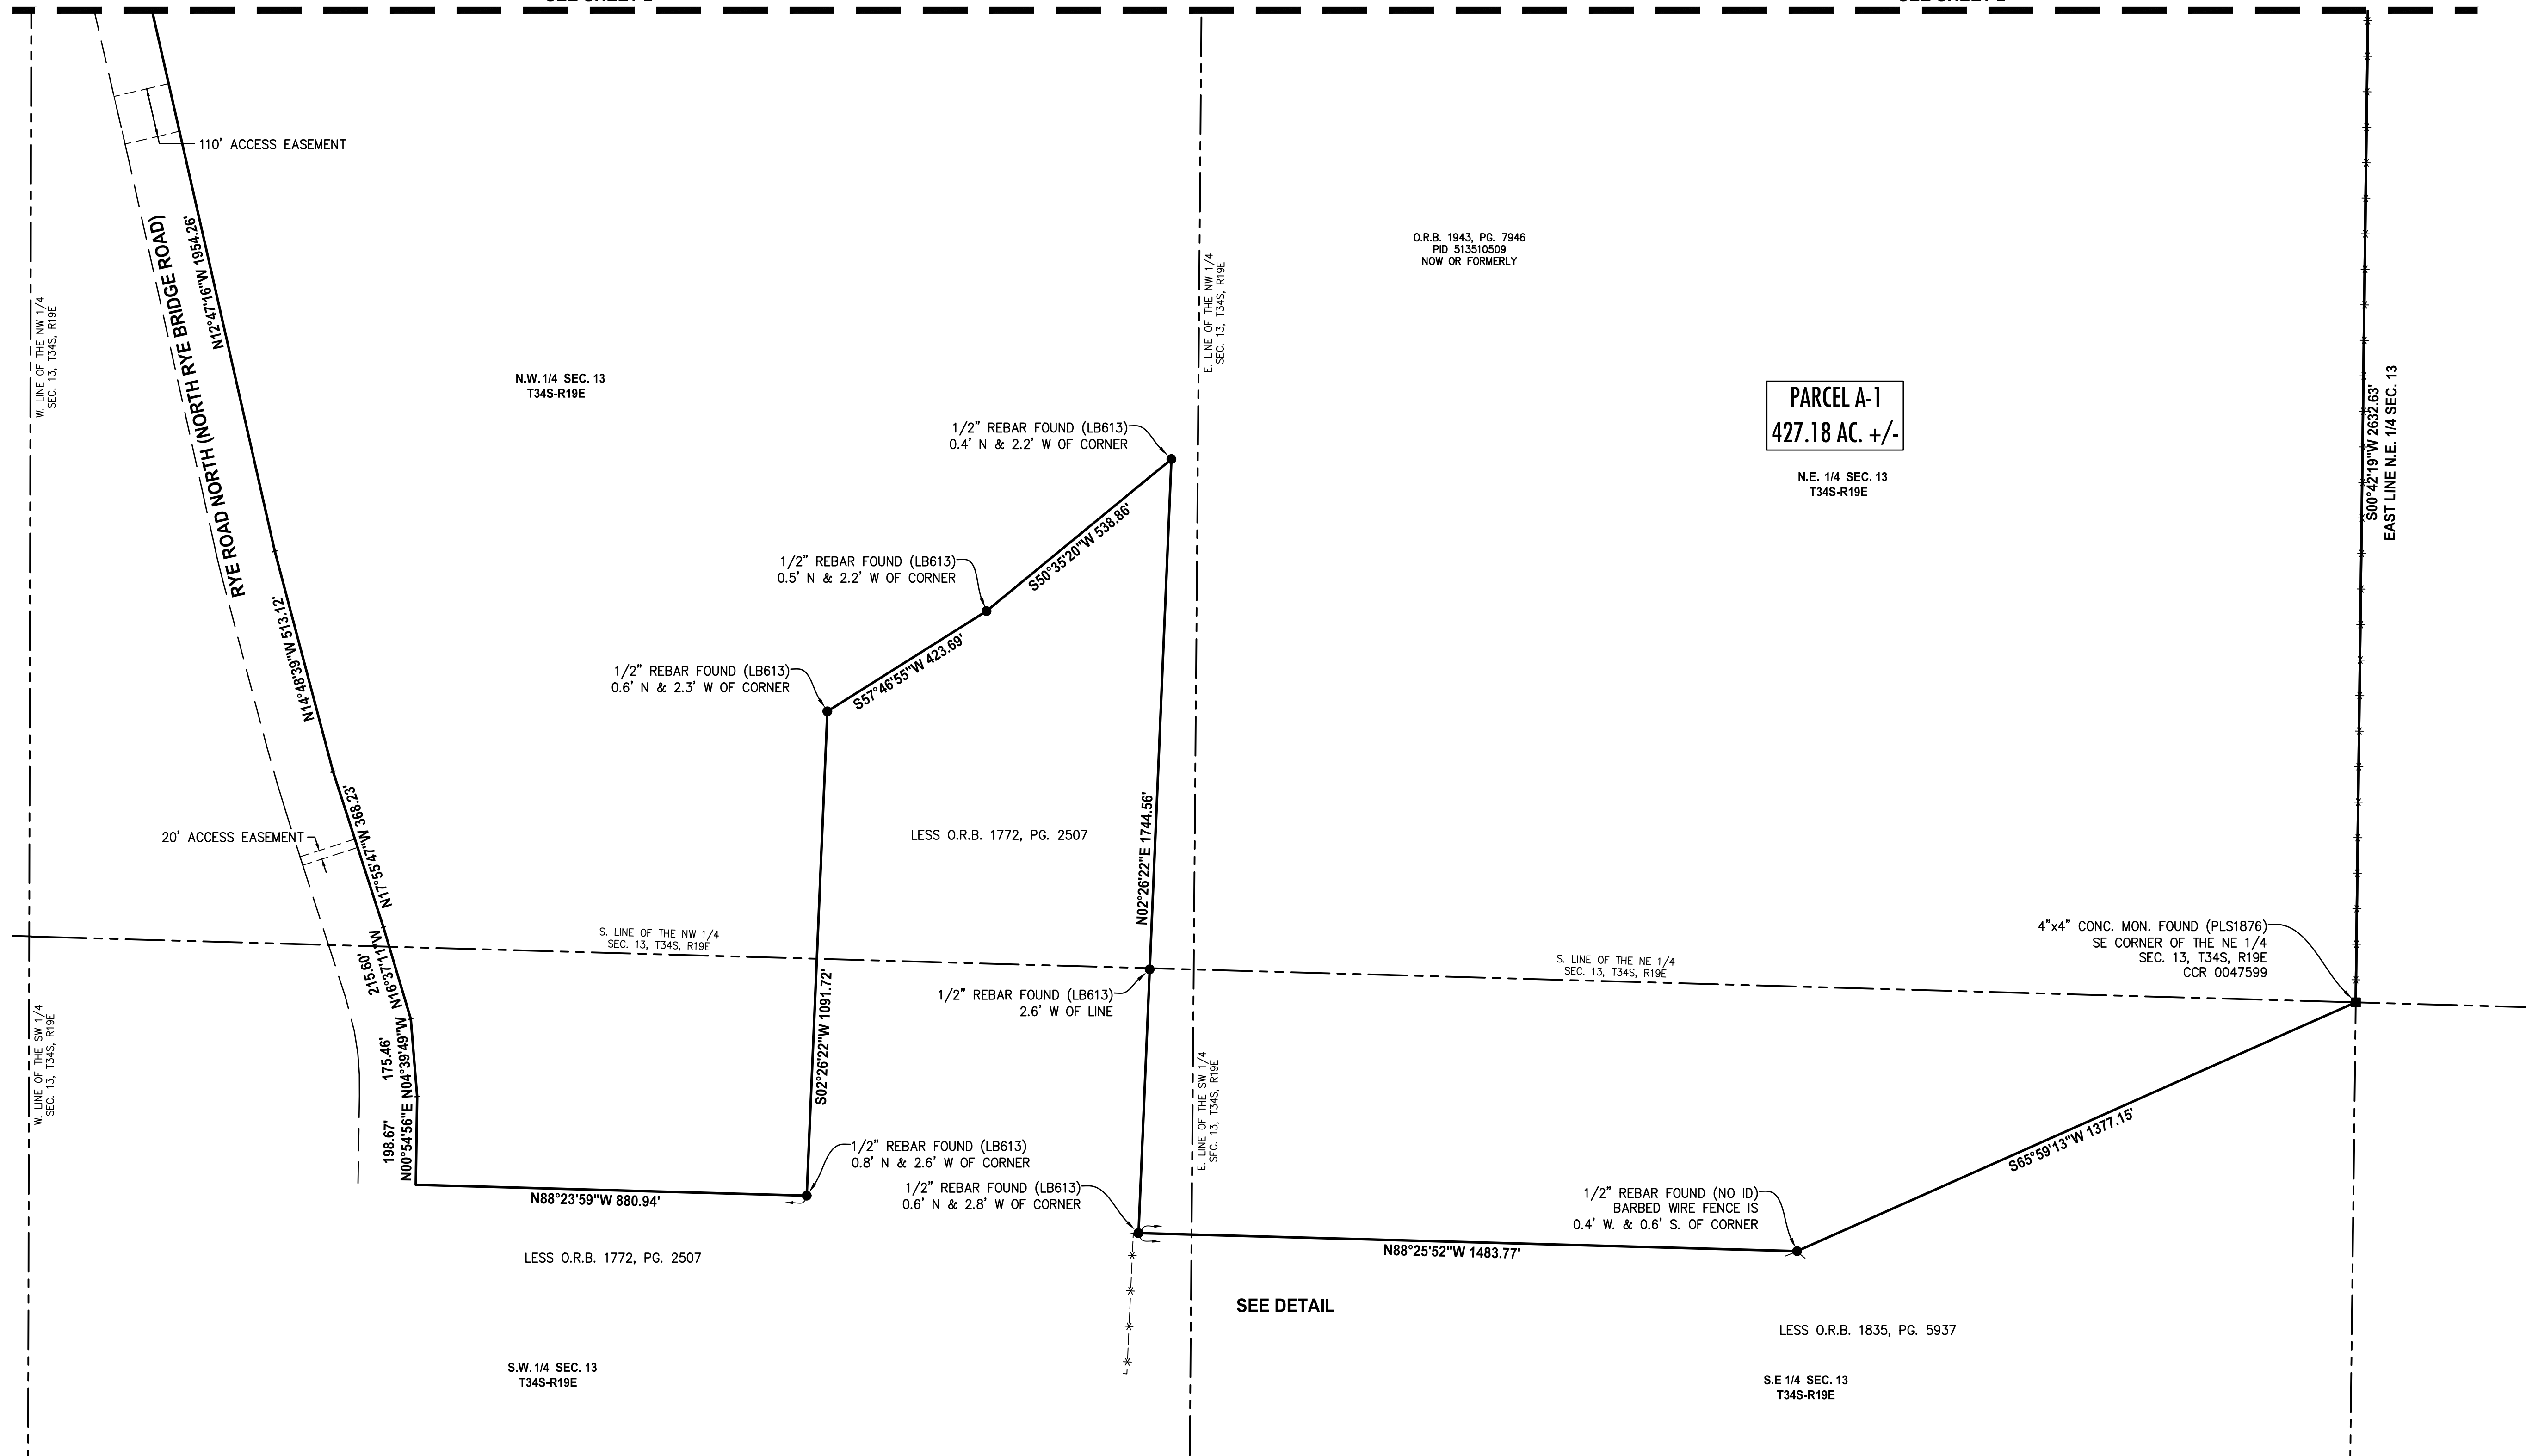 110' ACCESS EASEMENT
N12°47'16"W 1954.26'
RYE ROAD NORTH (NORTH RYE BRIDGE ROAD)
W. LINE OF THE NW 1/4
SEC. 13, T34S, R19E
N.W. 1/4 SEC. 13
T34S-R19E
E. LINE OF THE NW 1/4
SEC. 13, T34S, R19E
O.R.B. 1943, PG. 7946
PID 513510509
NOW OR FORMERLY
PARCEL A-1
427.18 AC. +/-
N.E. 1/4 SEC. 13
T34S-R19E
S00°42'19"W 2632.63'
EAST LINE N.E. 1/4 SEC. 13
1/2" REBAR FOUND (LB613)
0.4' N & 2.2' W OF CORNER
S50°35'20"W 538.86'
1/2" REBAR FOUND (LB613)
0.5' N & 2.2' W OF CORNER
S57°46'55"W 423.69'
1/2" REBAR FOUND (LB613)
0.6' N & 2.3' W OF CORNER
N14°48'39"W 513.12'
N17°55'47"W 368.23'
20' ACCESS EASEMENT
LESS O.R.B. 1772, PG. 2507
N02°26'22"E 1744.56'
S. LINE OF THE NW 1/4
SEC. 13, T34S, R19E
S. LINE OF THE NE 1/4
SEC. 13, T34S, R19E
4"x4" CONC. MON. FOUND (PLS1876)
SE CORNER OF THE NE 1/4
SEC. 13, T34S, R19E
CCR 0047599
215.60'
N16°37'11"W
1/2" REBAR FOUND (LB613)
2.6' W OF LINE
S02°26'22"W 1091.72'
W. LINE OF THE SW 1/4
SEC. 13, T34S, R19E
175.46'
N04°39'49"W
198.67'
N00°54'56"E
E. LINE OF THE SW 1/4
SEC. 13, T34S, R19E
S65°59'13"W 1377.15'
1/2" REBAR FOUND (LB613)
0.8' N & 2.6' W OF CORNER
1/2" REBAR FOUND (LB613)
0.6' N & 2.8' W OF CORNER
1/2" REBAR FOUND (NO ID)
BARBED WIRE FENCE IS
0.4' W. & 0.6' S. OF CORNER
N88°23'59"W 880.94'
N88°25'52"W 1483.77'
LESS O.R.B. 1772, PG. 2507
SEE DETAIL
LESS O.R.B. 1835, PG. 5937
S.W. 1/4 SEC. 13
T34S-R19E
S.E 1/4 SEC. 13
T34S-R19E